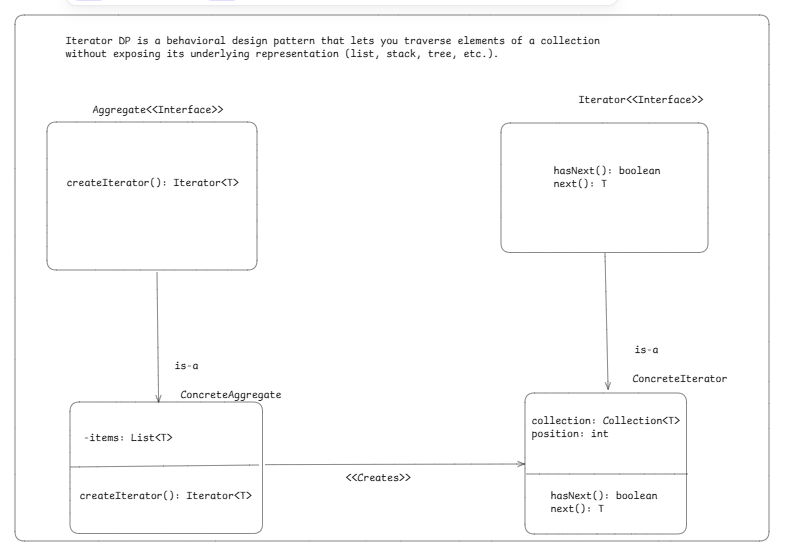 Iterator DP is a behavioral design pattern that lets you traverse elements of a collection
without exposing its underlying representation (list, stack, tree, etc.).
Aggregate<<Interface>>
Iterator<<Interface>>
createIterator(): Iterator<T>
hasNext(): boolean
next(): T
is-a
is-a
ConcreteAggregate
ConcreteIterator
-items: List<T>
createIterator(): Iterator<T>
<<Creates>>
collection: Collection<T>
position: int
hasNext(): boolean
next(): T